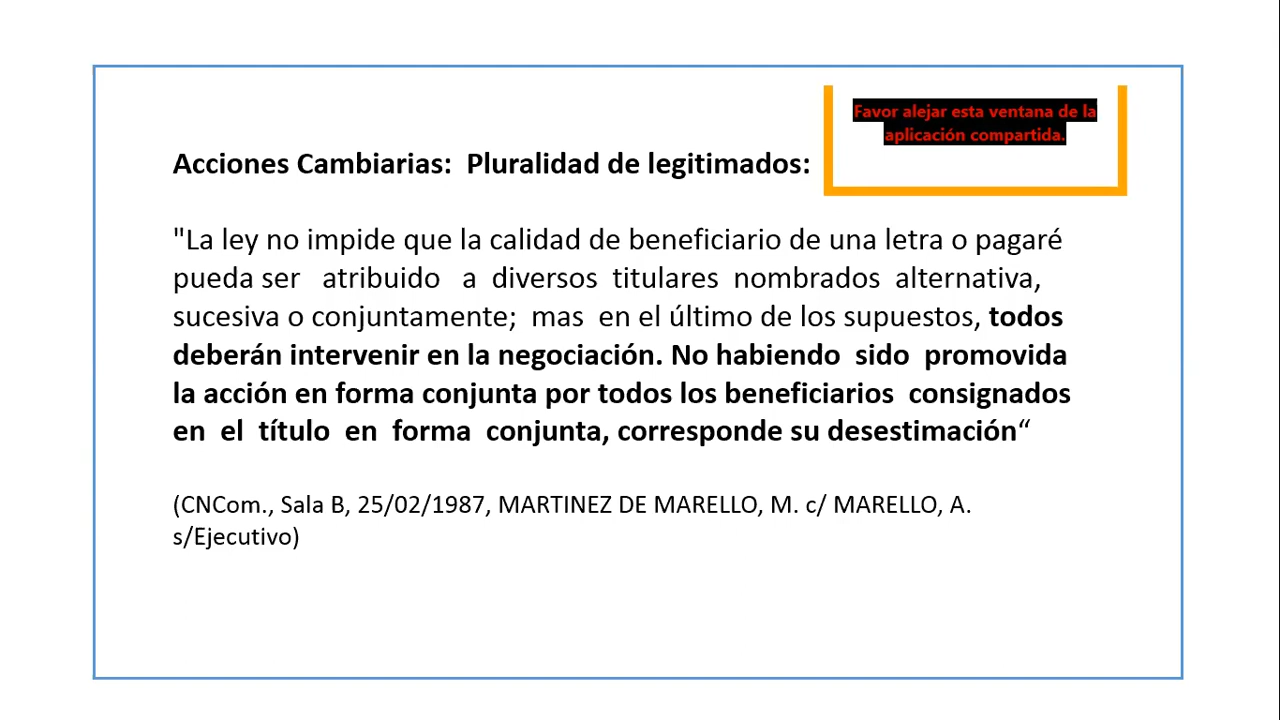 Favor alejar esta ventana de la
aplicación compartida.
Acciones Cambiarias:  Pluralidad de legitimados:
"La ley no impide que la calidad de beneficiario de una letra o pagaré
pueda ser atribuido a diversos titulares nombrados alternativa,
sucesiva o conjuntamente; mas en el último de los supuestos, todos
deberán intervenir en la negociación. No habiendo sido promovida
la acción en forma conjunta por todos los beneficiarios consignados
en el título en forma conjunta, corresponde su desestimación“
(CNCom., Sala B, 25/02/1987, MARTINEZ DE MARELLO, M. c/ MARELLO, A.
s/Ejecutivo)